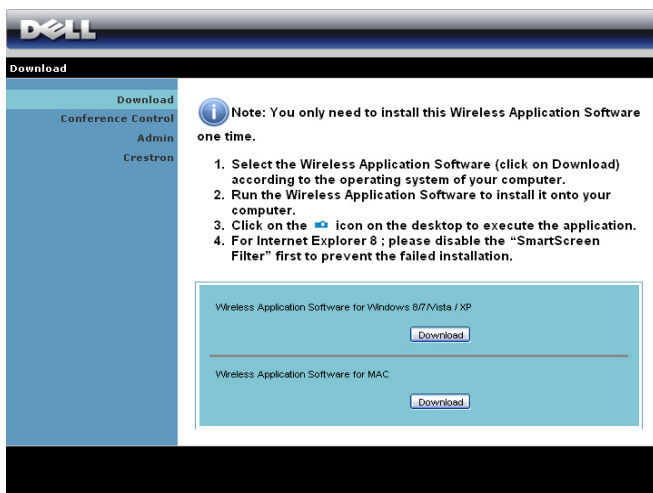 DELL
Download
Download
Conference Control
Admin
Crestron
Note: You only need to install this Wireless Application Software
one time.
1. Select the Wireless Application Software (click on Download)
according to the operating system of your computer.
2. Run the Wireless Application Software to install it onto your
computer.
3. Click on the icon on the desktop to execute the application.
4. For Internet Explorer 8 ; please disable the “SmartScreen
Filter” first to prevent the failed installation.
Wireless Application Software for Windows 8/7/Vista / XP
Download
Wireless Application Software for MAC
Download